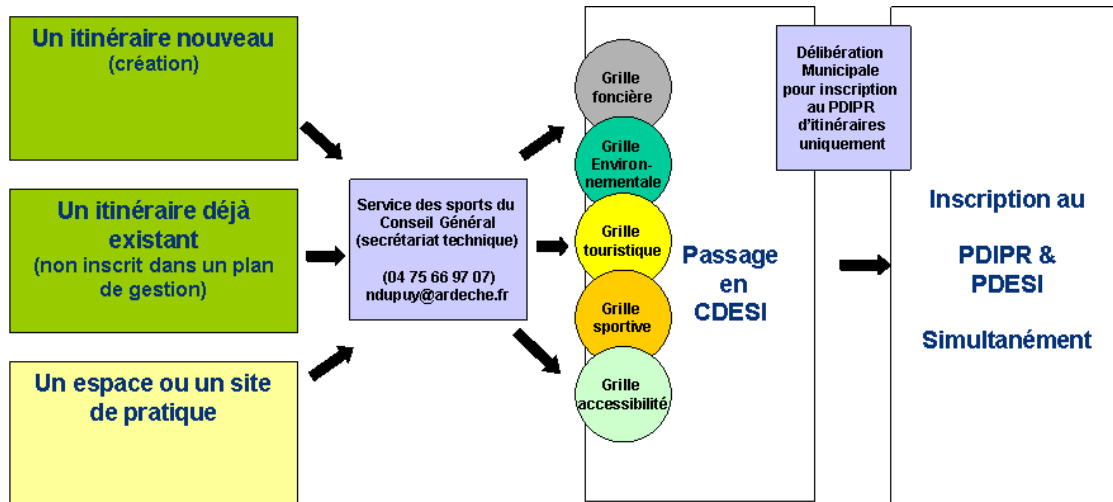 Un itinéraire nouveau
(création)
Un itinéraire déjà
existant
(non inscrit dans un plan
de gestion)
Un espace ou un site
de pratique
Service des sports du
Conseil Général
(secrétariat technique)
(04 75 66 97 07)
ndupuy@ardeche.fr
Grille
foncière
Grille
Environ-
nementale
Grille
touristique
Grille
sportive
Grille
accessibilité
Passage
en
CDESI
Délibération
Municipale
pour inscription
au PDIPR
d'itinéraires
uniquement
Inscription au
PDIPR &
PDESI
Simultanément